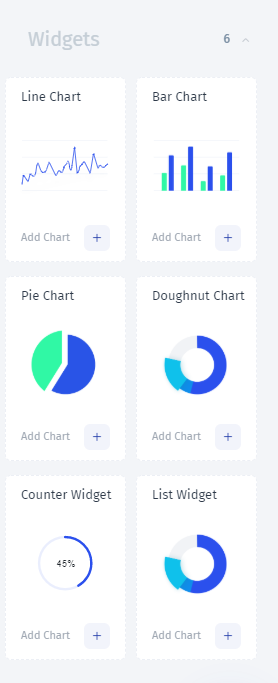 Widgets 6
Line Chart Bar Chart
Add Chart + Add Chart +
Pie Chart Doughnut Chart
Add Chart + Add Chart +
Counter Widget List Widget
45%
Add Chart + Add Chart +